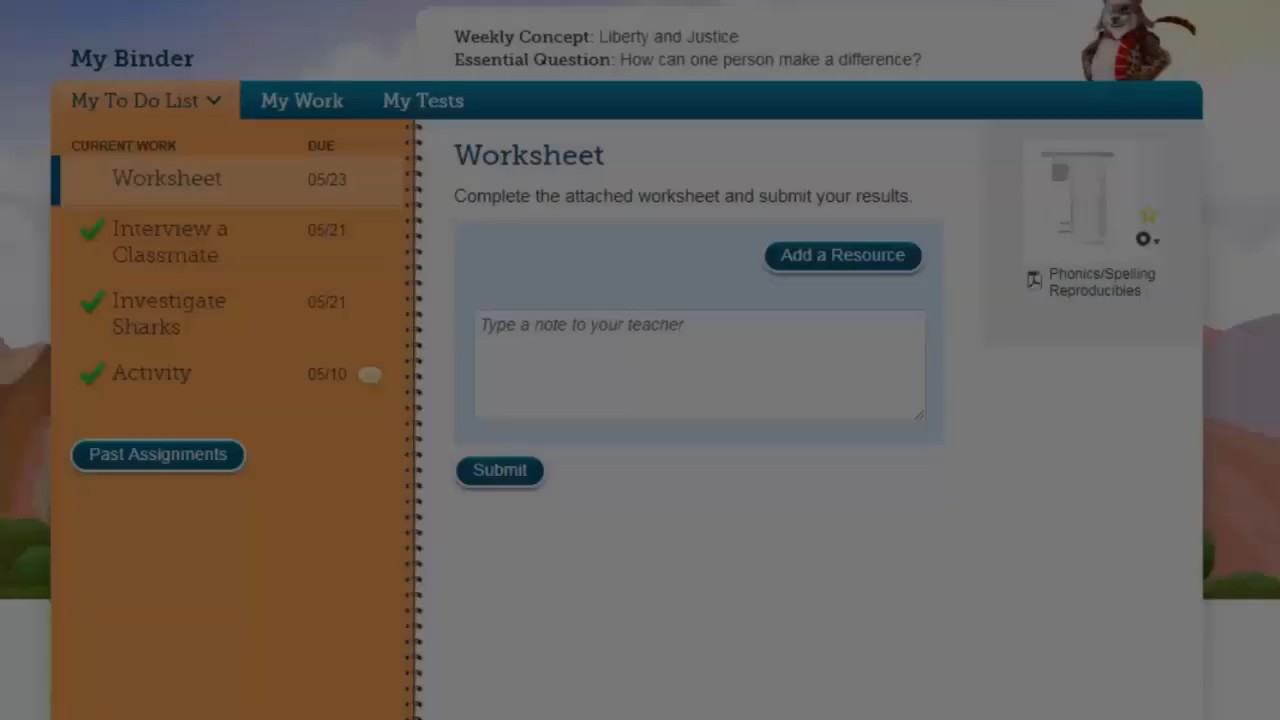 Weekly Concept: Liberty and Justice
Essential Question: How can one person make a difference?
My Binder
My To Do List
My Work
My Tests
CURRENT WORK
DUE
Worksheet
05/23
Interview a
Classmate
05/21
Investigate
Sharks
05/21
Activity
05/10
Past Assignments
Worksheet
Complete the attached worksheet and submit your results.
Add a Resource
Type a note to your teacher
Submit
Phonics/Spelling
Reproducibles